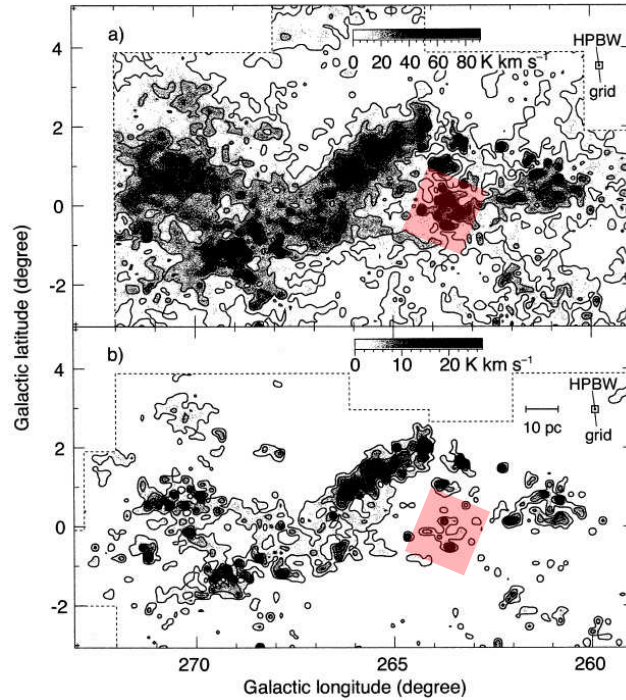 a)
0 20 40 60 80 K km s⁻¹
HPBW
grid
4
2
0
-2
Galactic latitude (degree)
b)
0 10 20 K km s⁻¹
HPBW
10 pc
grid
4
2
0
-2
270 265 260
Galactic longitude (degree)